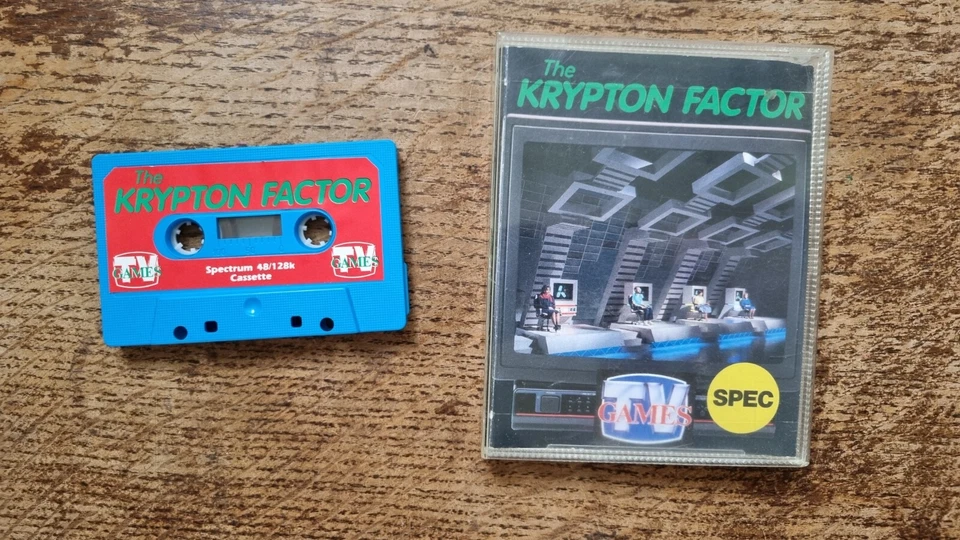 The
KRYPTON FACTOR
TV
GAMES
Spectrum 48/128k
Cassette
TV
GAMES
The
KRYPTON FACTOR
TV
GAMES
SPEC